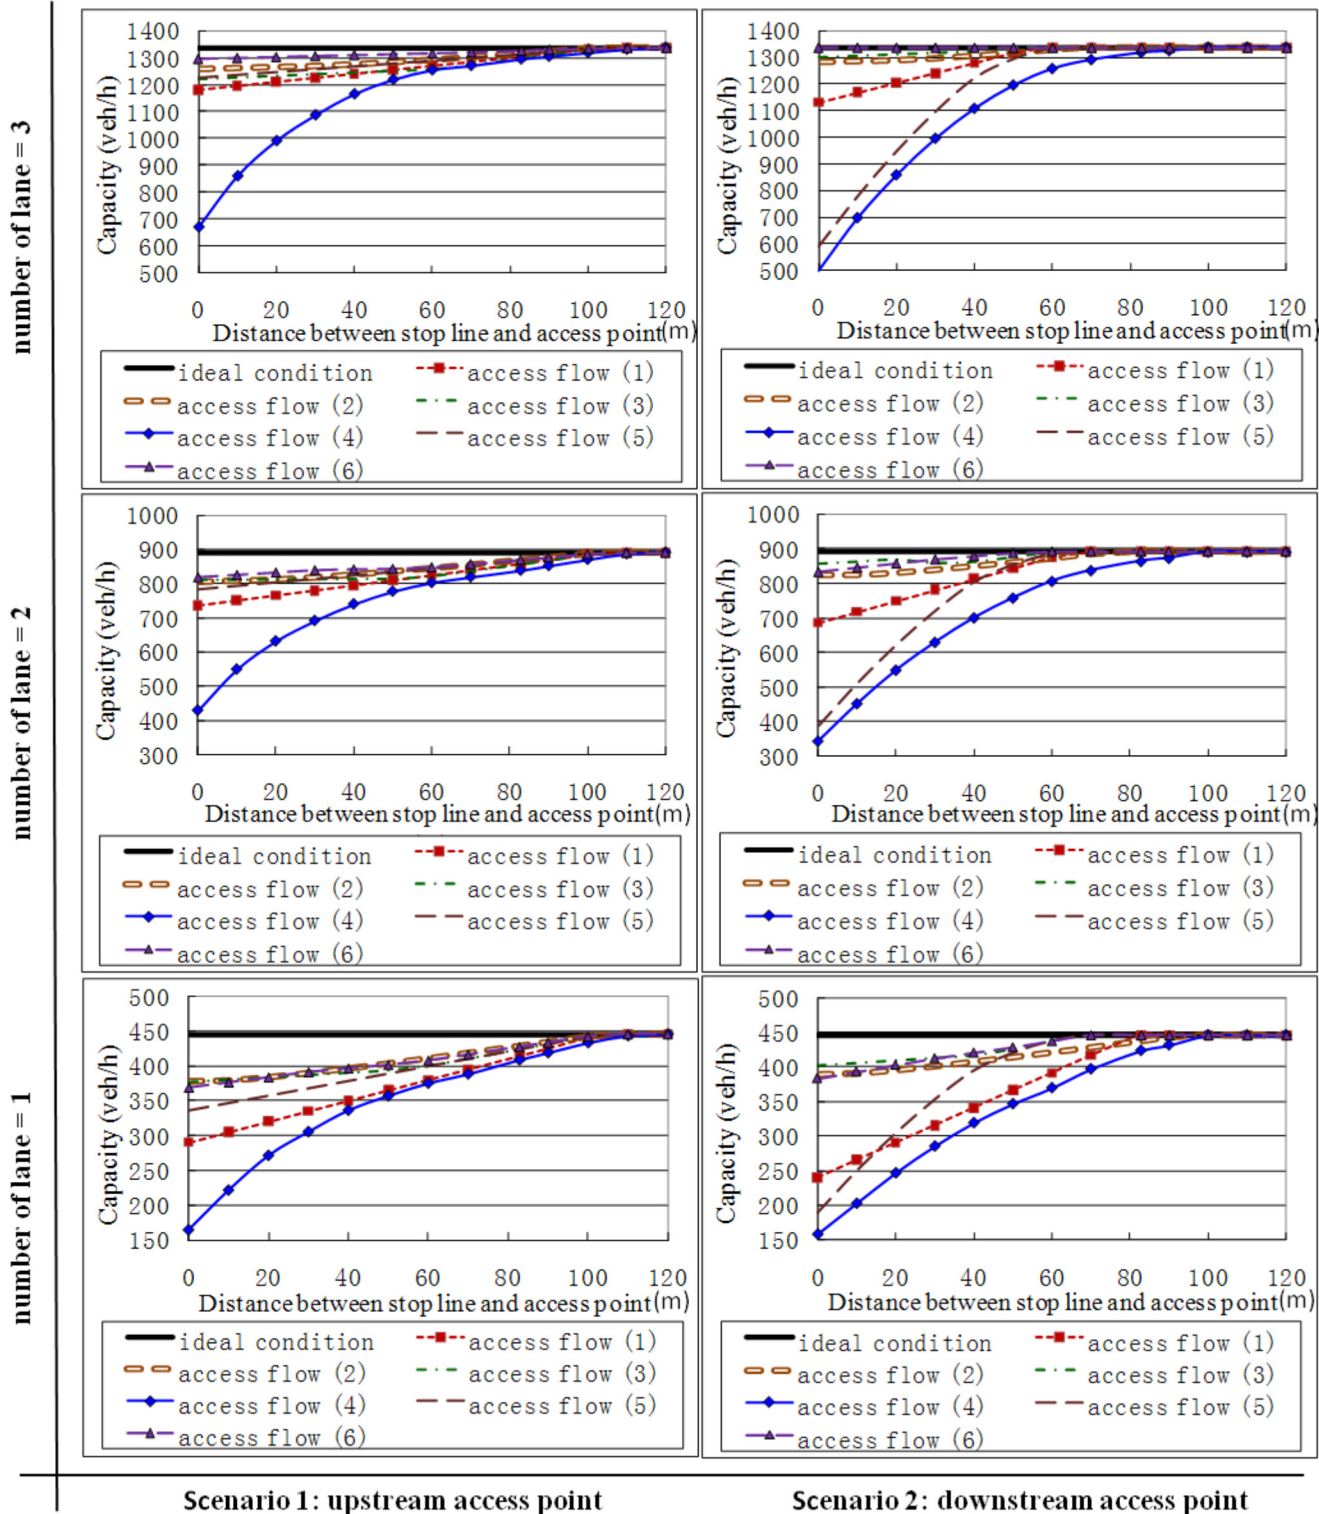 number of lane = 3
1400
1300
1200
1100
1000
900
800
700
600
500
Capacity (veh/h)
0 20 40 60 80 100 120
Distance between stop line and access point(m)
ideal condition access flow (1)
access flow (2) access flow (3)
access flow (4) access flow (5)
access flow (6)
1400
1300
1200
1100
1000
900
800
700
600
500
Capacity (veh/h)
0 20 40 60 80 100 120
Distance between stop line and access point(m)
ideal condition access flow (1)
access flow (2) access flow (3)
access flow (4) access flow (5)
access flow (6)
number of lane = 2
1000
900
800
700
600
500
400
300
Capacity (veh/h)
0 20 40 60 80 100 120
Distance between stop line and access point(m)
ideal condition access flow (1)
access flow (2) access flow (3)
access flow (4) access flow (5)
access flow (6)
1000
900
800
700
600
500
400
300
Capacity (veh/h)
0 20 40 60 80 100 120
Distance between stop line and access point(m)
ideal condition access flow (1)
access flow (2) access flow (3)
access flow (4) access flow (5)
access flow (6)
number of lane = 1
500
450
400
350
300
250
200
150
Capacity (veh/h)
0 20 40 60 80 100 120
Distance between stop line and access point(m)
ideal condition access flow (1)
access flow (2) access flow (3)
access flow (4) access flow (5)
access flow (6)
500
450
400
350
300
250
200
150
Capacity (veh/h)
0 20 40 60 80 100 120
Distance between stop line and access point(m)
ideal condition access flow (1)
access flow (2) access flow (3)
access flow (4) access flow (5)
access flow (6)
Scenario 1: upstream access point
Scenario 2: downstream access point